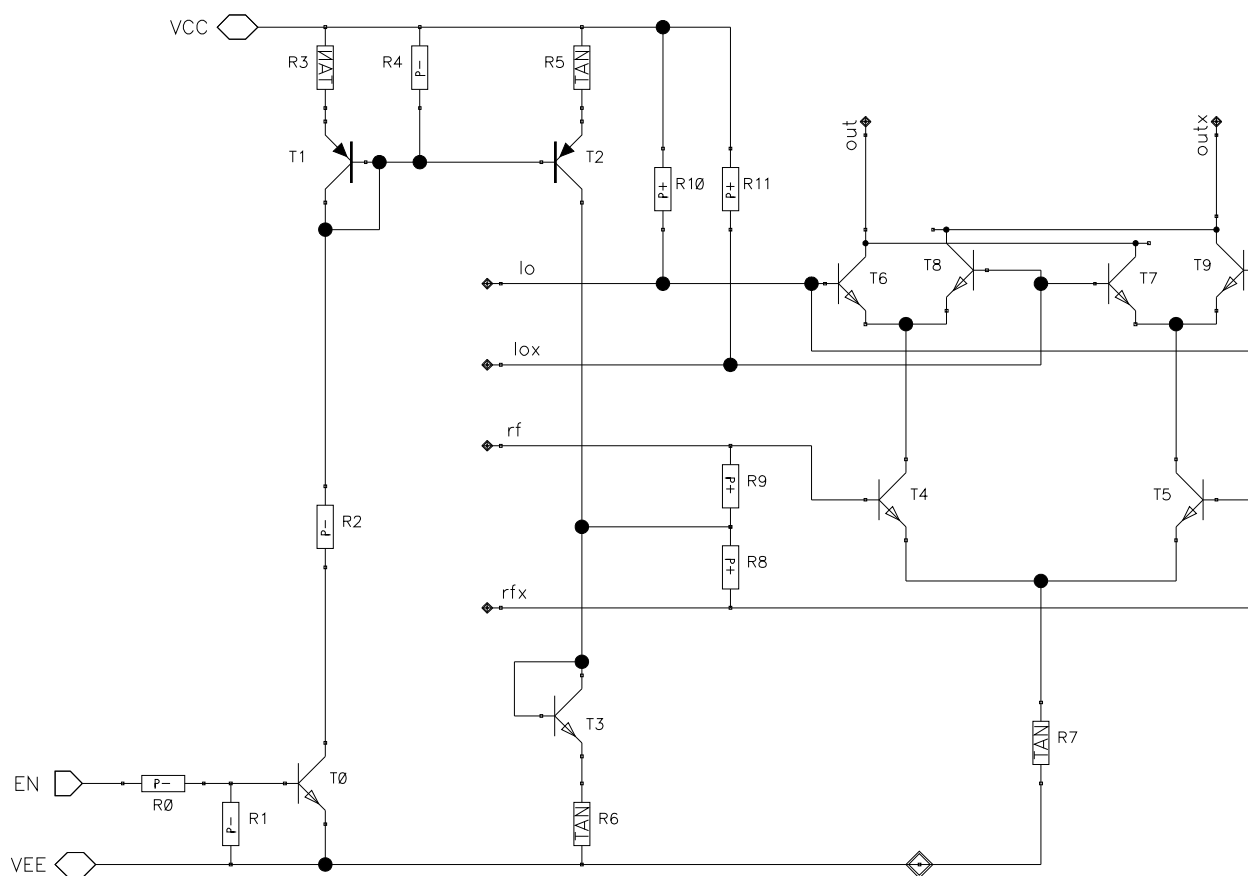 VCC
R3
TAN
R4
P-
R5
TAN
T1
T2
R10
P+
R11
P+
out
outx
lo
T6
T8
T7
T9
lox
rf
R9
P+
T4
T5
R2
P-
R8
P+
rfx
T3
R7
TAN
EN
P-
R0
T0
R1
P-
R6
TAN
VEE